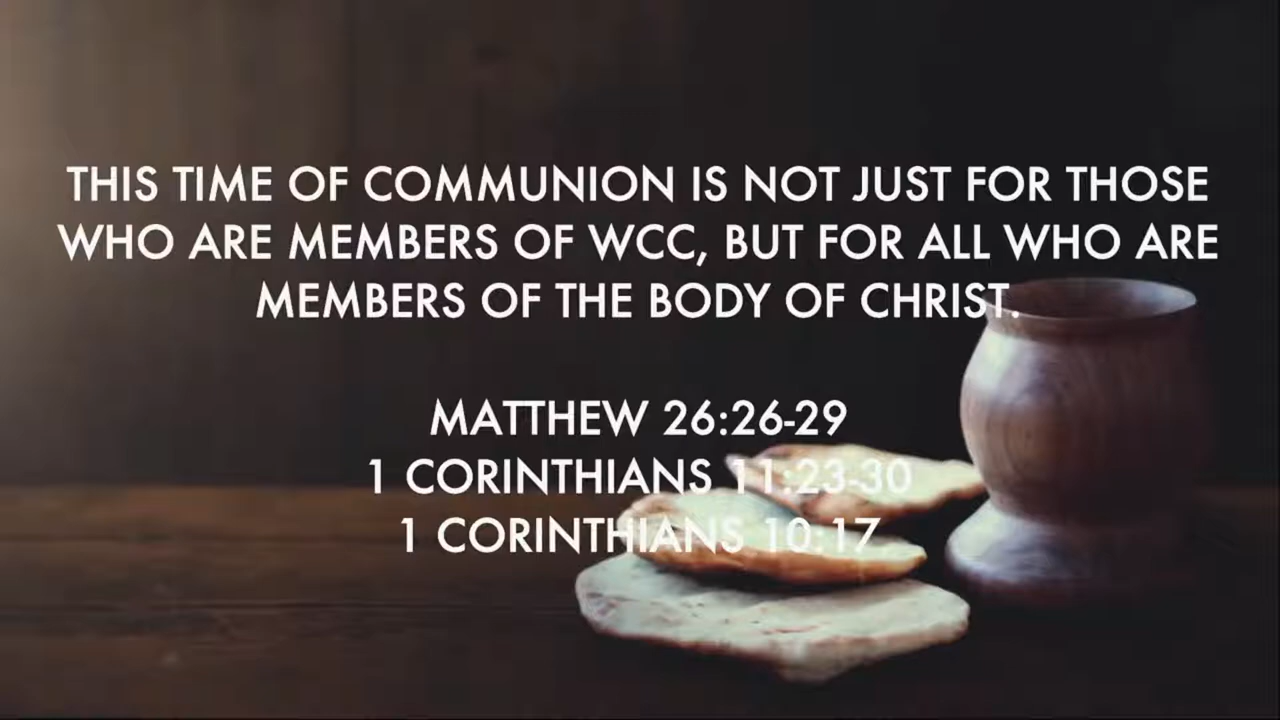 THIS TIME OF COMMUNION IS NOT JUST FOR THOSE
WHO ARE MEMBERS OF WCC, BUT FOR ALL WHO ARE
MEMBERS OF THE BODY OF CHRIST.
MATTHEW 26:26-29
1 CORINTHIANS 11:23-30
1 CORINTHIANS 10:17